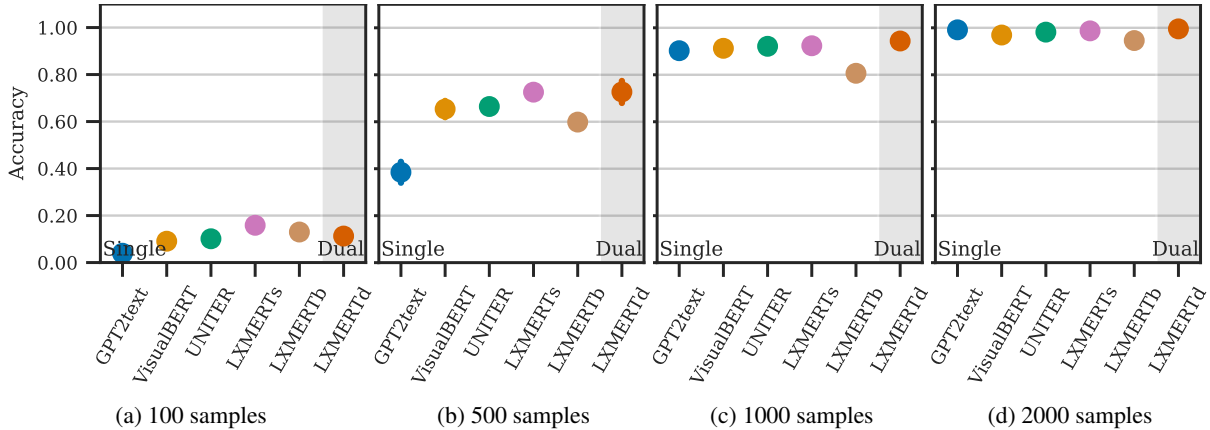 Accuracy
1.00
0.80
0.60
0.40
0.20
0.00
Single Dual
Single Dual
Single Dual
Single Dual
GPT2text VisualBERT UNITER LXMERTs LXMERTb LXMERTd
GPT2text VisualBERT UNITER LXMERTs LXMERTb LXMERTd
GPT2text VisualBERT UNITER LXMERTs LXMERTb LXMERTd
GPT2text VisualBERT UNITER LXMERTs LXMERTb LXMERTd
(a) 100 samples
(b) 500 samples
(c) 1000 samples
(d) 2000 samples